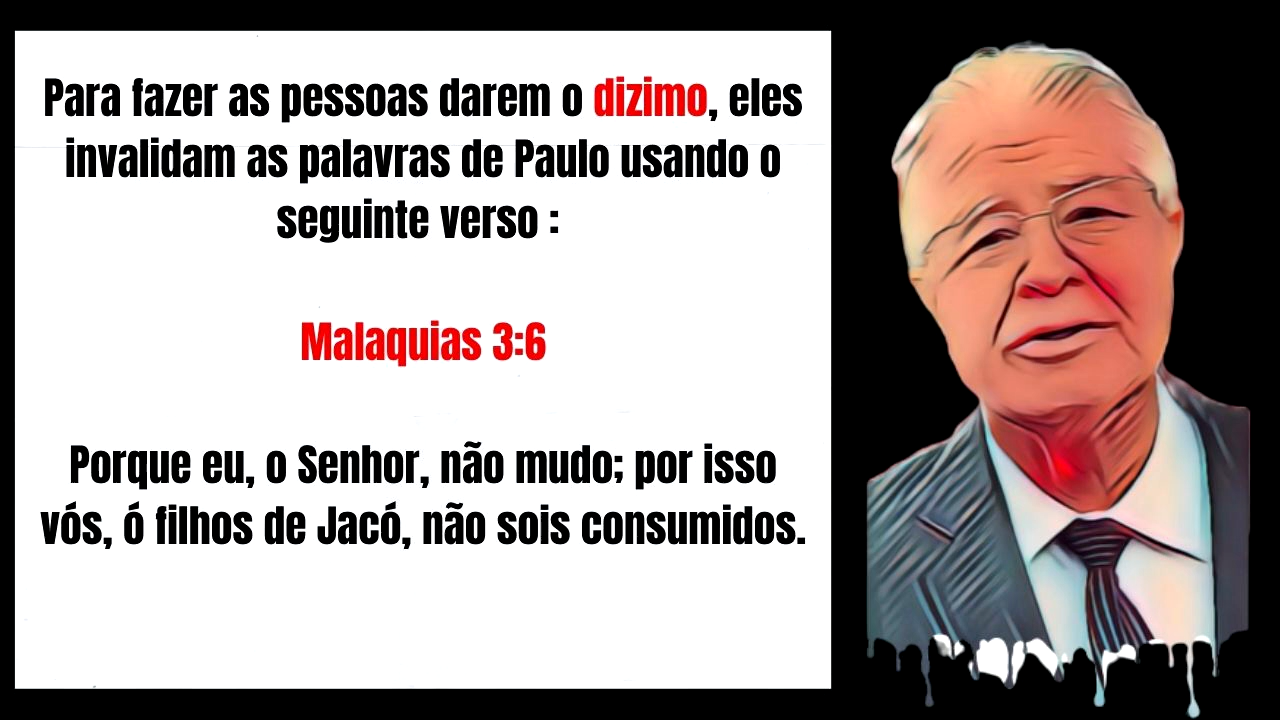 Para fazer as pessoas darem o dizimo, eles
invalidam as palavras de Paulo usando o
seguinte verso :
Malaquias 3:6
Porque eu, o Senhor, não mudo; por isso
vós, ó filhos de Jacó, não sois consumidos.